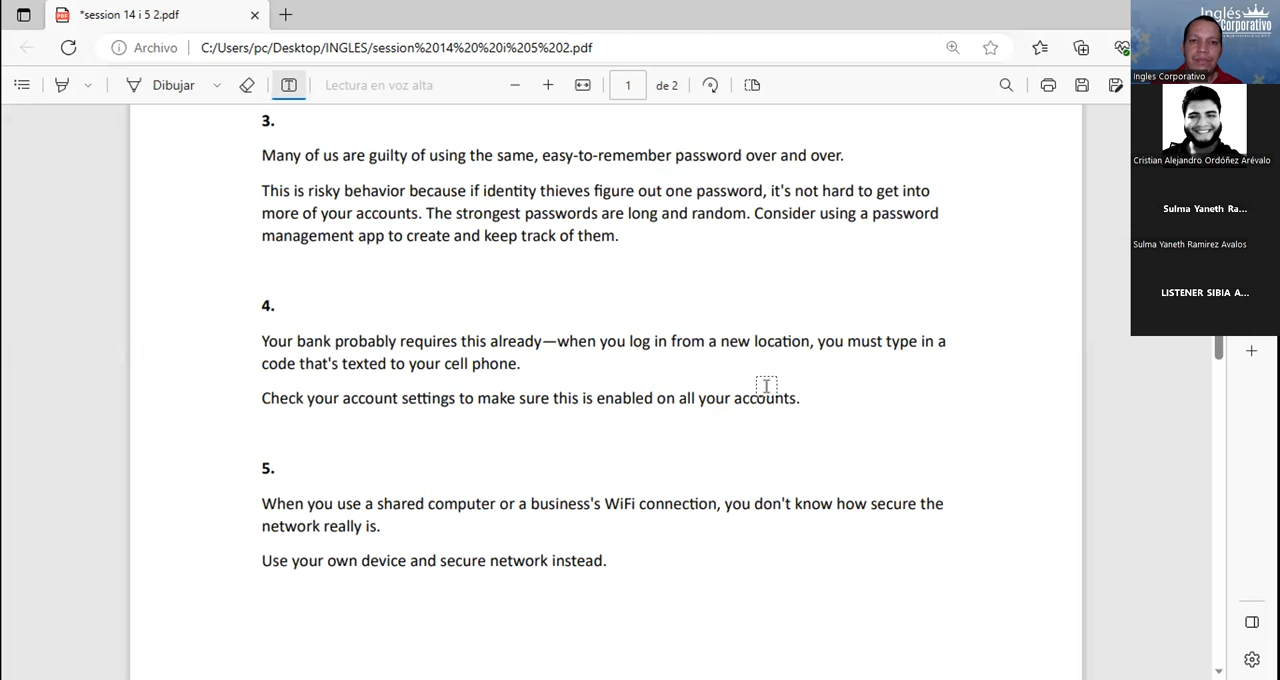 *session 14 i 5 2.pdf
Archivo
C:/Users/pc/Desktop/INGLES/session%2014%20%20i%205%202.pdf
Dibujar
Lectura en voz alta
1
de 2
3.
Many of us are guilty of using the same, easy-to-remember password over and over.
This is risky behavior because if identity thieves figure out one password, it's not hard to get into
more of your accounts. The strongest passwords are long and random. Consider using a password
management app to create and keep track of them.
4.
Your bank probably requires this already—when you log in from a new location, you must type in a
code that's texted to your cell phone.
Check your account settings to make sure this is enabled on all your accounts.
5.
When you use a shared computer or a business's WiFi connection, you don't know how secure the
network really is.
Use your own device and secure network instead.
Inglés
Corporativo
Ingles Corporativo
Cristian Alejandro Ordóñez Arévalo
Sulma Yaneth Ra...
Sulma Yaneth Ramirez Avalos
LISTENER SIBIA A...